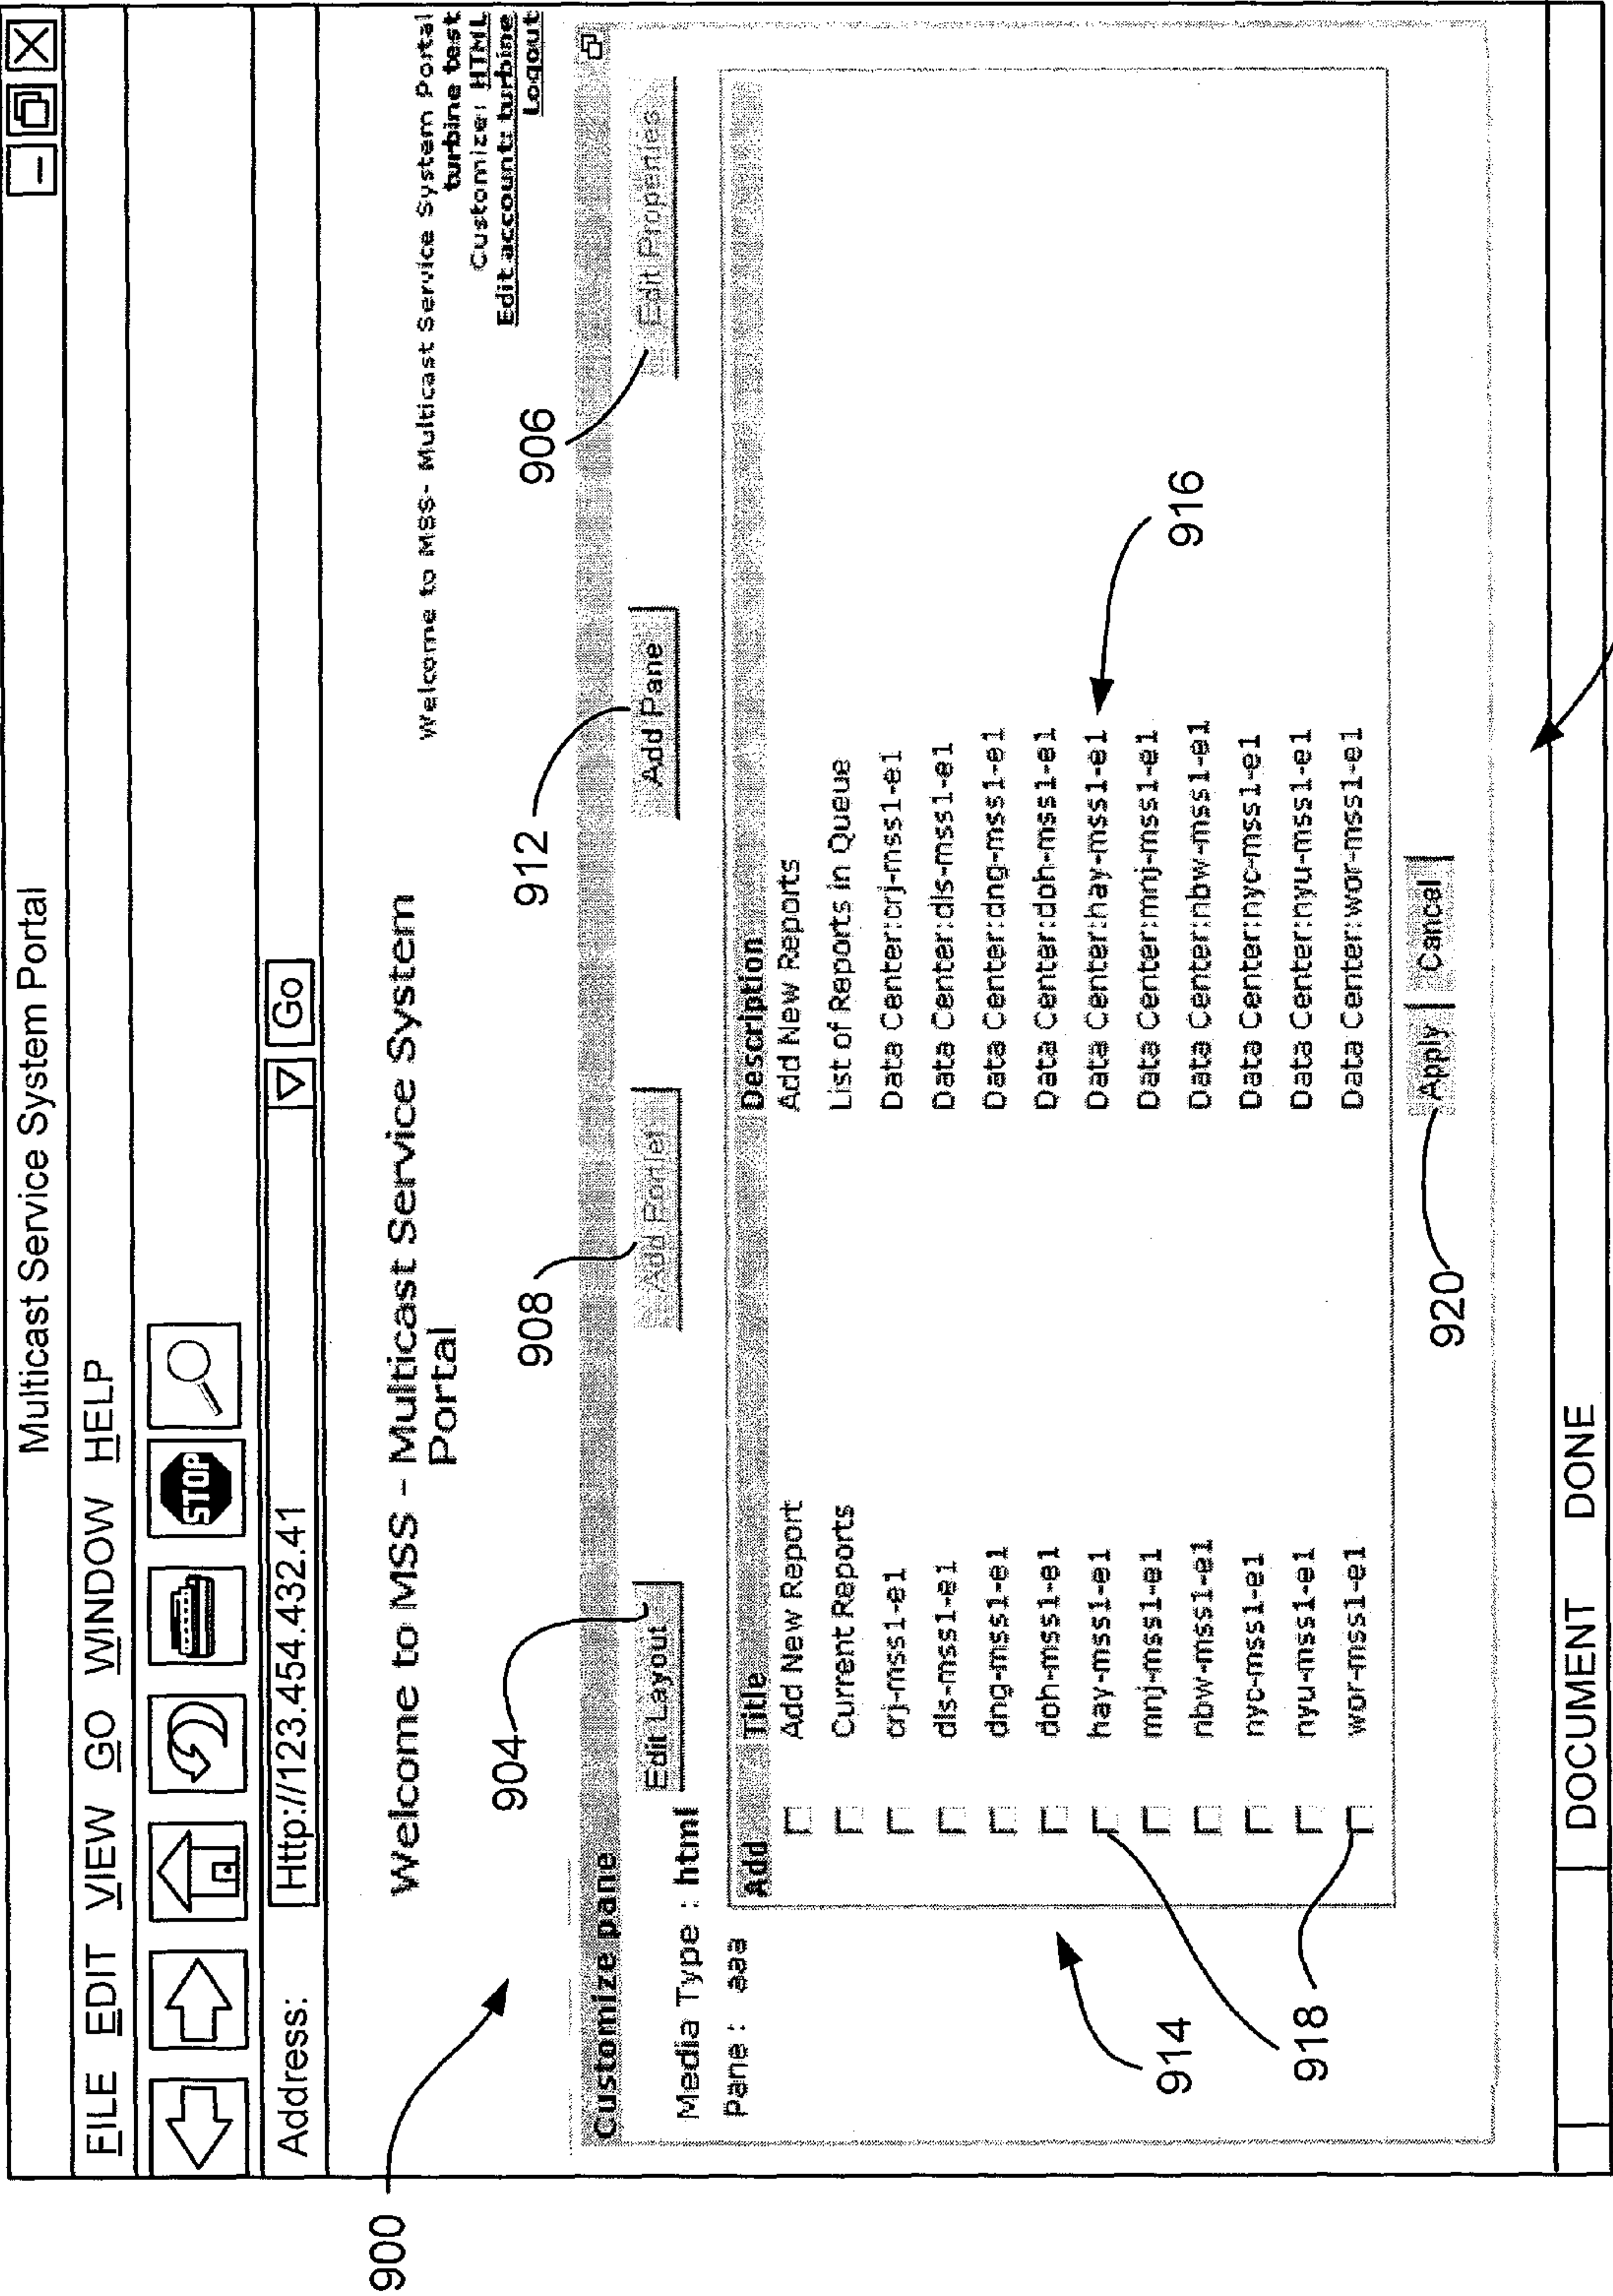 Multicast Service System Portal
FILE EDIT VIEW GO WINDOW HELP
STOP
Address: Http://123.454.432.41 Go
900
Welcome to MSS - Multicast Service System
Portal
Welcome to MSS- Multicast Service System Portal
turbine test
Customize: HTML
Edit account: turbine
Logout
904
908
912
906
Customize pane
Media Type : html
Edit Layout
Add Portlet
Add Pane
Edit Properties
Pane : aaa
Add Title Description
Add New Report Add New Reports
Current Reports List of Reports in Queue
crj-mss1-e1 Data Center:crj-mss1-e1
dls-mss1-e1 Data Center:dls-mss1-e1
dng-mss1-e1 Data Center:dng-mss1-e1
doh-mss1-e1 Data Center:doh-mss1-e1
hay-mss1-e1 Data Center:hay-mss1-e1
mnj-mss1-e1 Data Center:mnj-mss1-e1
nbw-mss1-e1 Data Center:nbw-mss1-e1
nyc-mss1-e1 Data Center:nyc-mss1-e1
nyu-mss1-e1 Data Center:nyu-mss1-e1
wor-mss1-e1 Data Center:wor-mss1-e1
914
916
918
920
Apply Cancel
DOCUMENT DONE